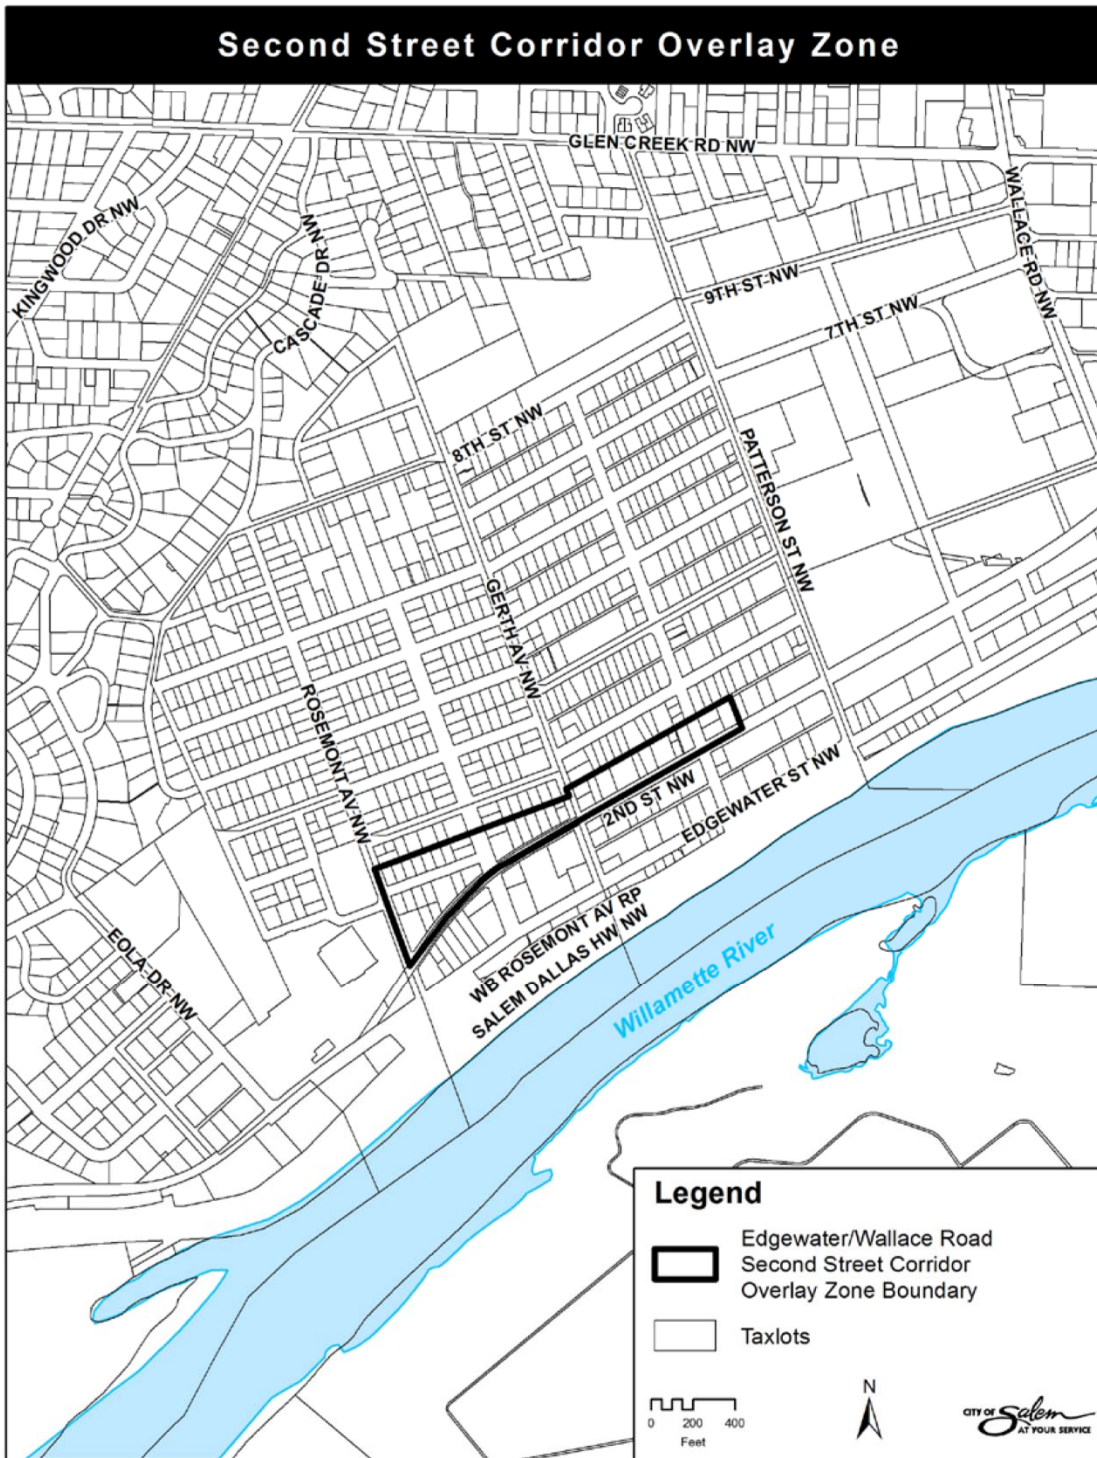 Second Street Corridor Overlay Zone
GLEN CREEK RD NW
WALLACE RD NW
KINGWOOD DR NW
CASCADE DR NW
9TH ST NW
7TH ST NW
8TH ST NW
PATTERSON ST NW
GERTH AV NW
ROSEMONT AV NW
2ND ST NW
EDGEWATER ST NW
WB ROSEMONT AV RP
SALEM DALLAS HW NW
EOLA DR NW
Willamette River
Legend
Edgewater/Wallace Road
Second Street Corridor
Overlay Zone Boundary
Taxlots
N
0 200 400
Feet
CITY OF Salem
AT YOUR SERVICE